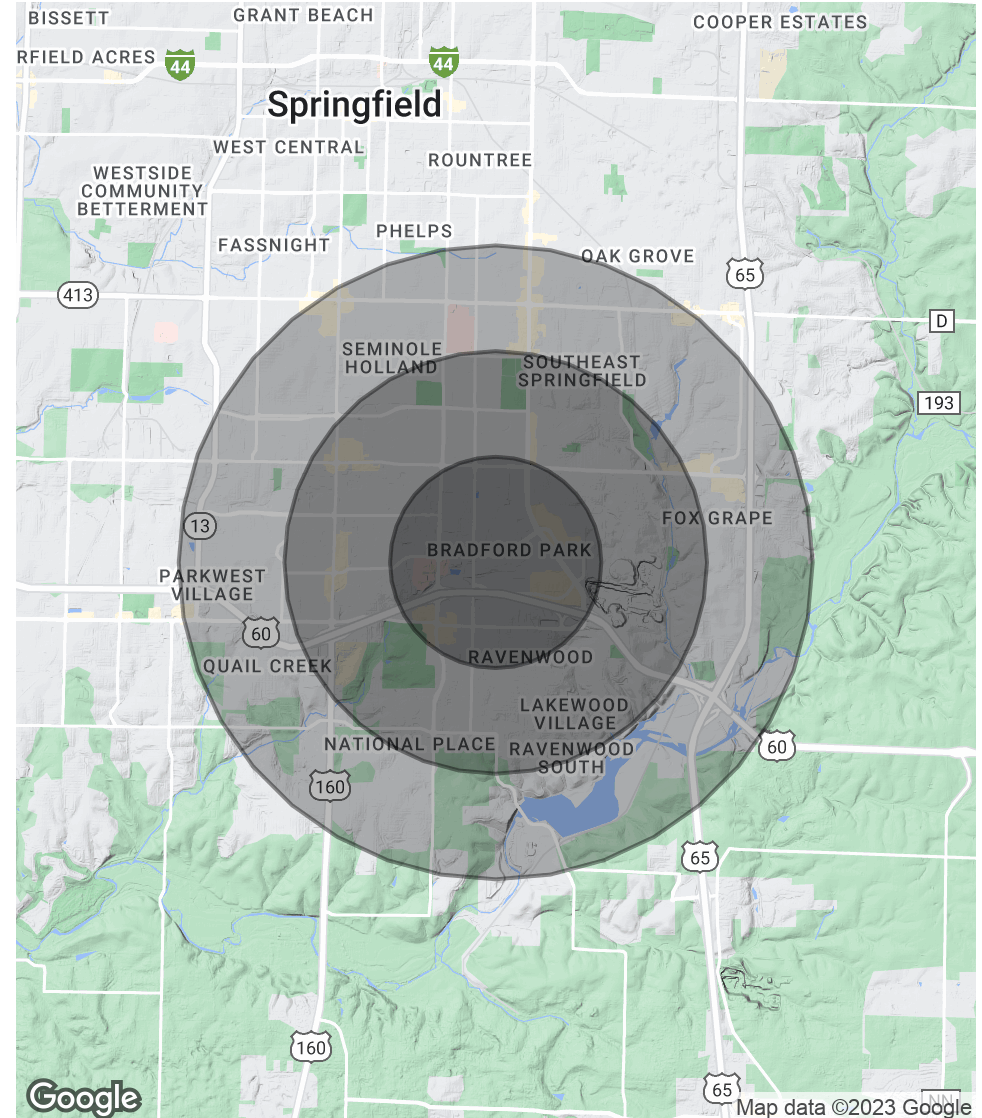 BISSETT
GRANT BEACH
COOPER ESTATES
RFIELD ACRES
44
44
Springfield
WEST CENTRAL
ROUNTREE
WESTSIDE
COMMUNITY
BETTERMENT
PHELPS
FASSNIGHT
OAK GROVE
65
413
D
SEMINOLE
HOLLAND
SOUTHEAST
SPRINGFIELD
193
13
FOX GRAPE
BRADFORD PARK
PARKWEST
VILLAGE
60
RAVENWOOD
QUAIL CREEK
LAKEWOOD
VILLAGE
NATIONAL PLACE
RAVENWOOD
SOUTH
60
160
65
160
65
NN
Google
Map data ©2023 Google